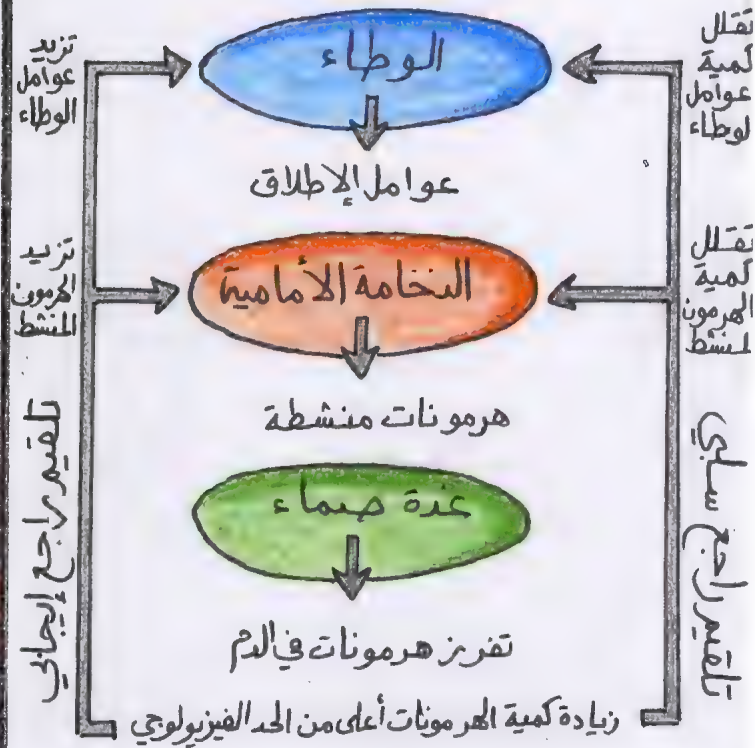 الوطاء
تزيد
عوامل
الوطاء
تقلل
كمية
عوامل
لوطاء
عوامل الإطلاق
النخامة الأمامية
تزيد
الهرمون
المنشط
تقلل
كمية
الهرمون
لمنشط
هرمونات منشطة
غدة صماء
تلقيم راجع إيجابي
تلقيم راجع سلبي
تفرز هرمونات في الدم
زيادة كمية الهرمونات أعلى من الحد الفيزيولوجي